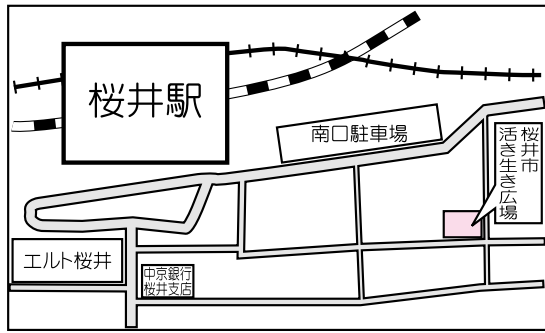 桜井駅
南口駐車場
桜井市
活き生き広場
エルト桜井
中京銀行
桜井支店